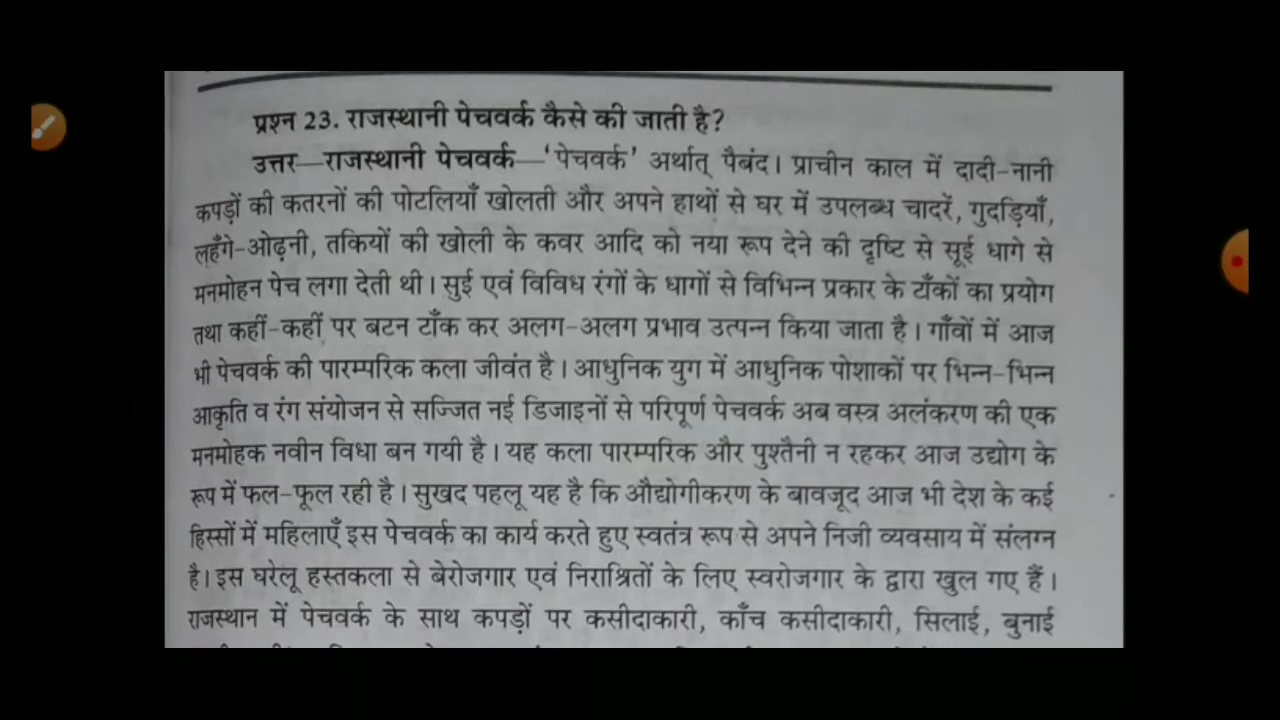 प्रश्न 23. राजस्थानी पेचवर्क कैसे की जाती है?
उत्तर—राजस्थानी पेचवर्क—'पेचवर्क' अर्थात् पैबंद। प्राचीन काल में दादी-नानी
कपड़ों की कतरनों की पोटलियाँ खोलती और अपने हाथों से घर में उपलब्ध चादरें, गुदड़ियाँ,
लहँगे-ओढ़नी, तकियों की खोली के कवर आदि को नया रूप देने की दृष्टि से सूई धागे से
मनमोहन पेच लगा देती थी। सुई एवं विविध रंगों के धागों से विभिन्न प्रकार के टाँकों का प्रयोग
तथा कहीं-कहीं पर बटन टाँक कर अलग-अलग प्रभाव उत्पन्न किया जाता है। गाँवों में आज
भी पेचवर्क की पारम्परिक कला जीवंत है। आधुनिक युग में आधुनिक पोशाकों पर भिन्न-भिन्न
आकृति व रंग संयोजन से सज्जित नई डिजाइनों से परिपूर्ण पेचवर्क अब वस्त्र अलंकरण की एक
मनमोहक नवीन विधा बन गयी है। यह कला पारम्परिक और पुश्तैनी न रहकर आज उद्योग के
रूप में फल-फूल रही है। सुखद पहलू यह है कि औद्योगीकरण के बावजूद आज भी देश के कई
हिस्सों में महिलाएँ इस पेचवर्क का कार्य करते हुए स्वतंत्र रूप से अपने निजी व्यवसाय में संलग्न
है। इस घरेलू हस्तकला से बेरोजगार एवं निराश्रितों के लिए स्वरोजगार के द्वारा खुल गए हैं।
राजस्थान में पेचवर्क के साथ कपड़ों पर कसीदाकारी, काँच कसीदाकारी, सिलाई, बुनाई